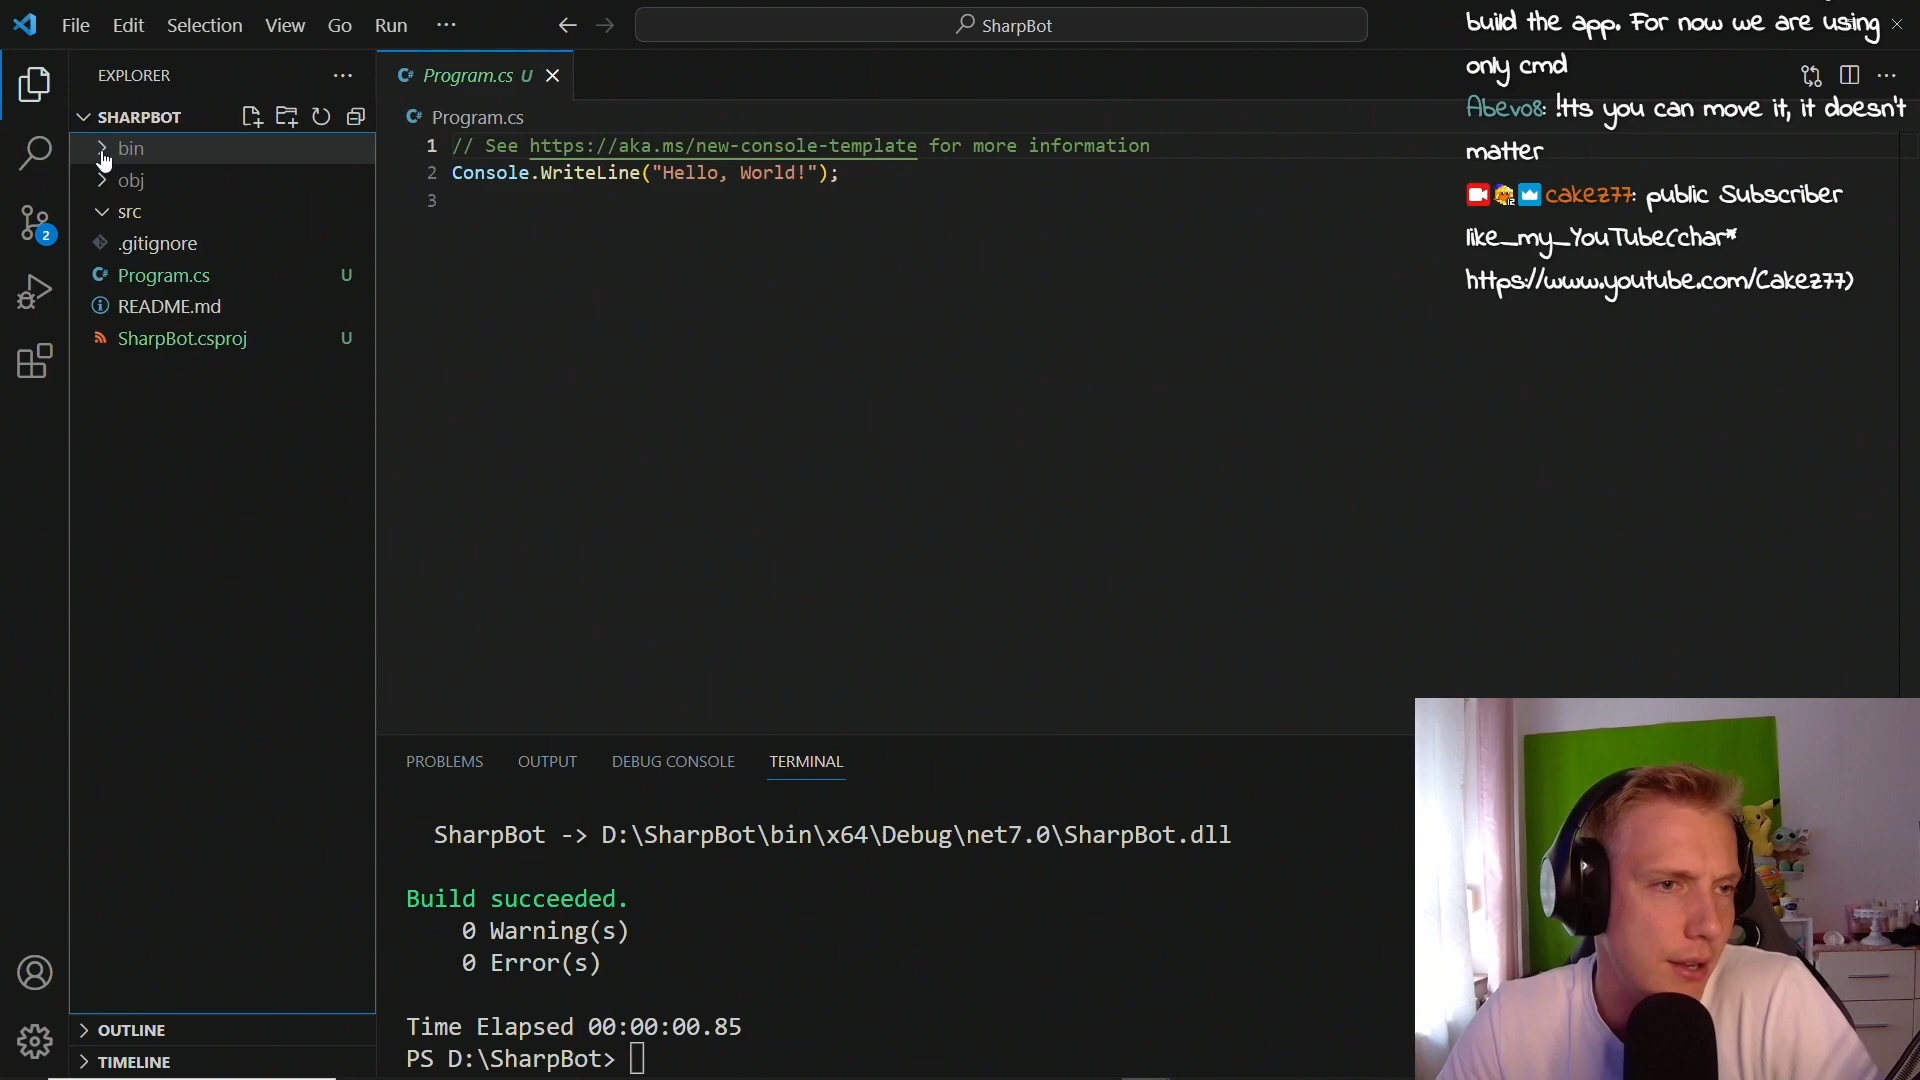 File Edit Selection View Go Run ···
SharpBot
build the app. For now we are using
only cmd
Abevo8: !tts you can move it, it doesn't
matter
cakez77: public Subscriber
like_my_YouTube(char*
https://www.youtube.com/Cakez77)
EXPLORER
SHARPBOT
bin
obj
src
.gitignore
Program.cs U
README.md
SharpBot.csproj U
2
Program.cs U
Program.cs
1 // See https://aka.ms/new-console-template for more information
2 Console.WriteLine("Hello, World!");
3
PROBLEMS OUTPUT DEBUG CONSOLE TERMINAL
SharpBot -> D:\SharpBot\bin\x64\Debug\net7.0\SharpBot.dll
Build succeeded.
0 Warning(s)
0 Error(s)
Time Elapsed 00:00:00.85
PS D:\SharpBot>
OUTLINE
TIMELINE